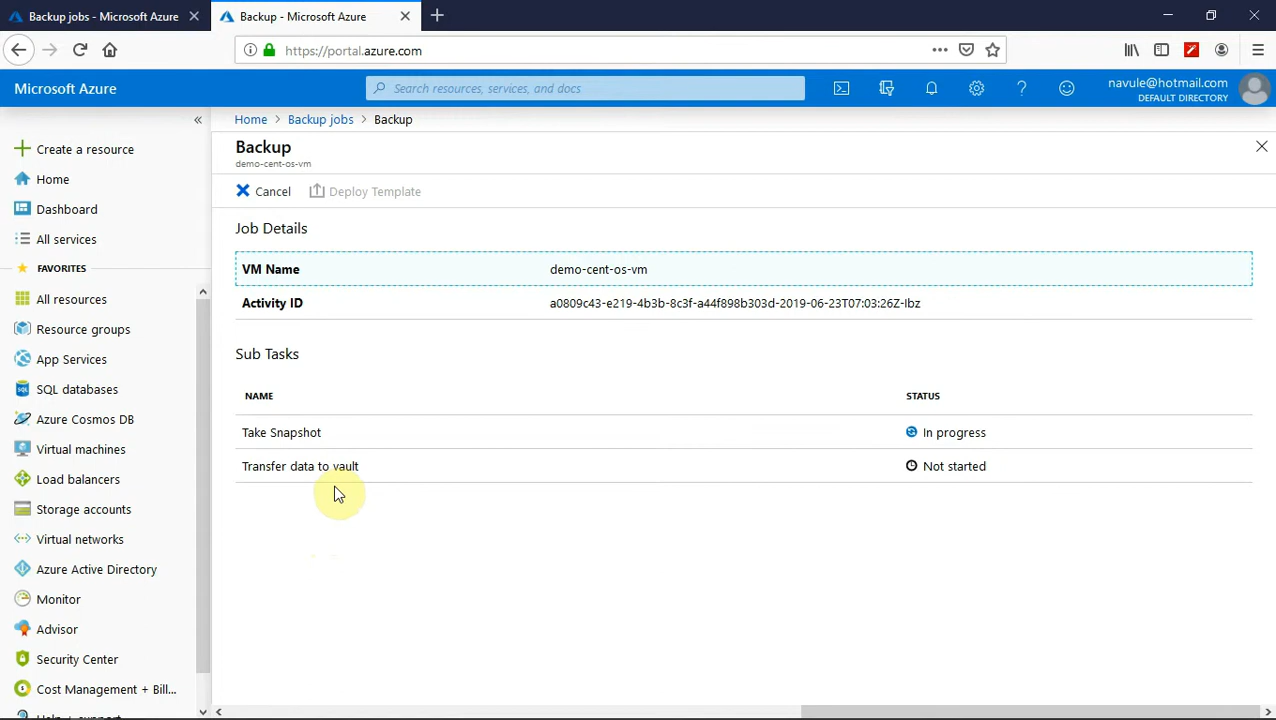 Backup jobs - Microsoft Azure
Backup - Microsoft Azure
https://portal.azure.com
Microsoft Azure
Search resources, services, and docs
navule@hotmail.com
DEFAULT DIRECTORY
Create a resource
Home
Dashboard
All services
FAVORITES
All resources
Resource groups
App Services
SQL databases
Azure Cosmos DB
Virtual machines
Load balancers
Storage accounts
Virtual networks
Azure Active Directory
Monitor
Advisor
Security Center
Cost Management + Bill...
Help + support
Home > Backup jobs > Backup
Backup
demo-cent-os-vm
Cancel
Deploy Template
Job Details
VM Name demo-cent-os-vm
Activity ID a0809c43-e219-4b3b-8c3f-a44f898b303d-2019-06-23T07:03:26Z-Ibz
Sub Tasks
NAME STATUS
Take Snapshot In progress
Transfer data to vault Not started